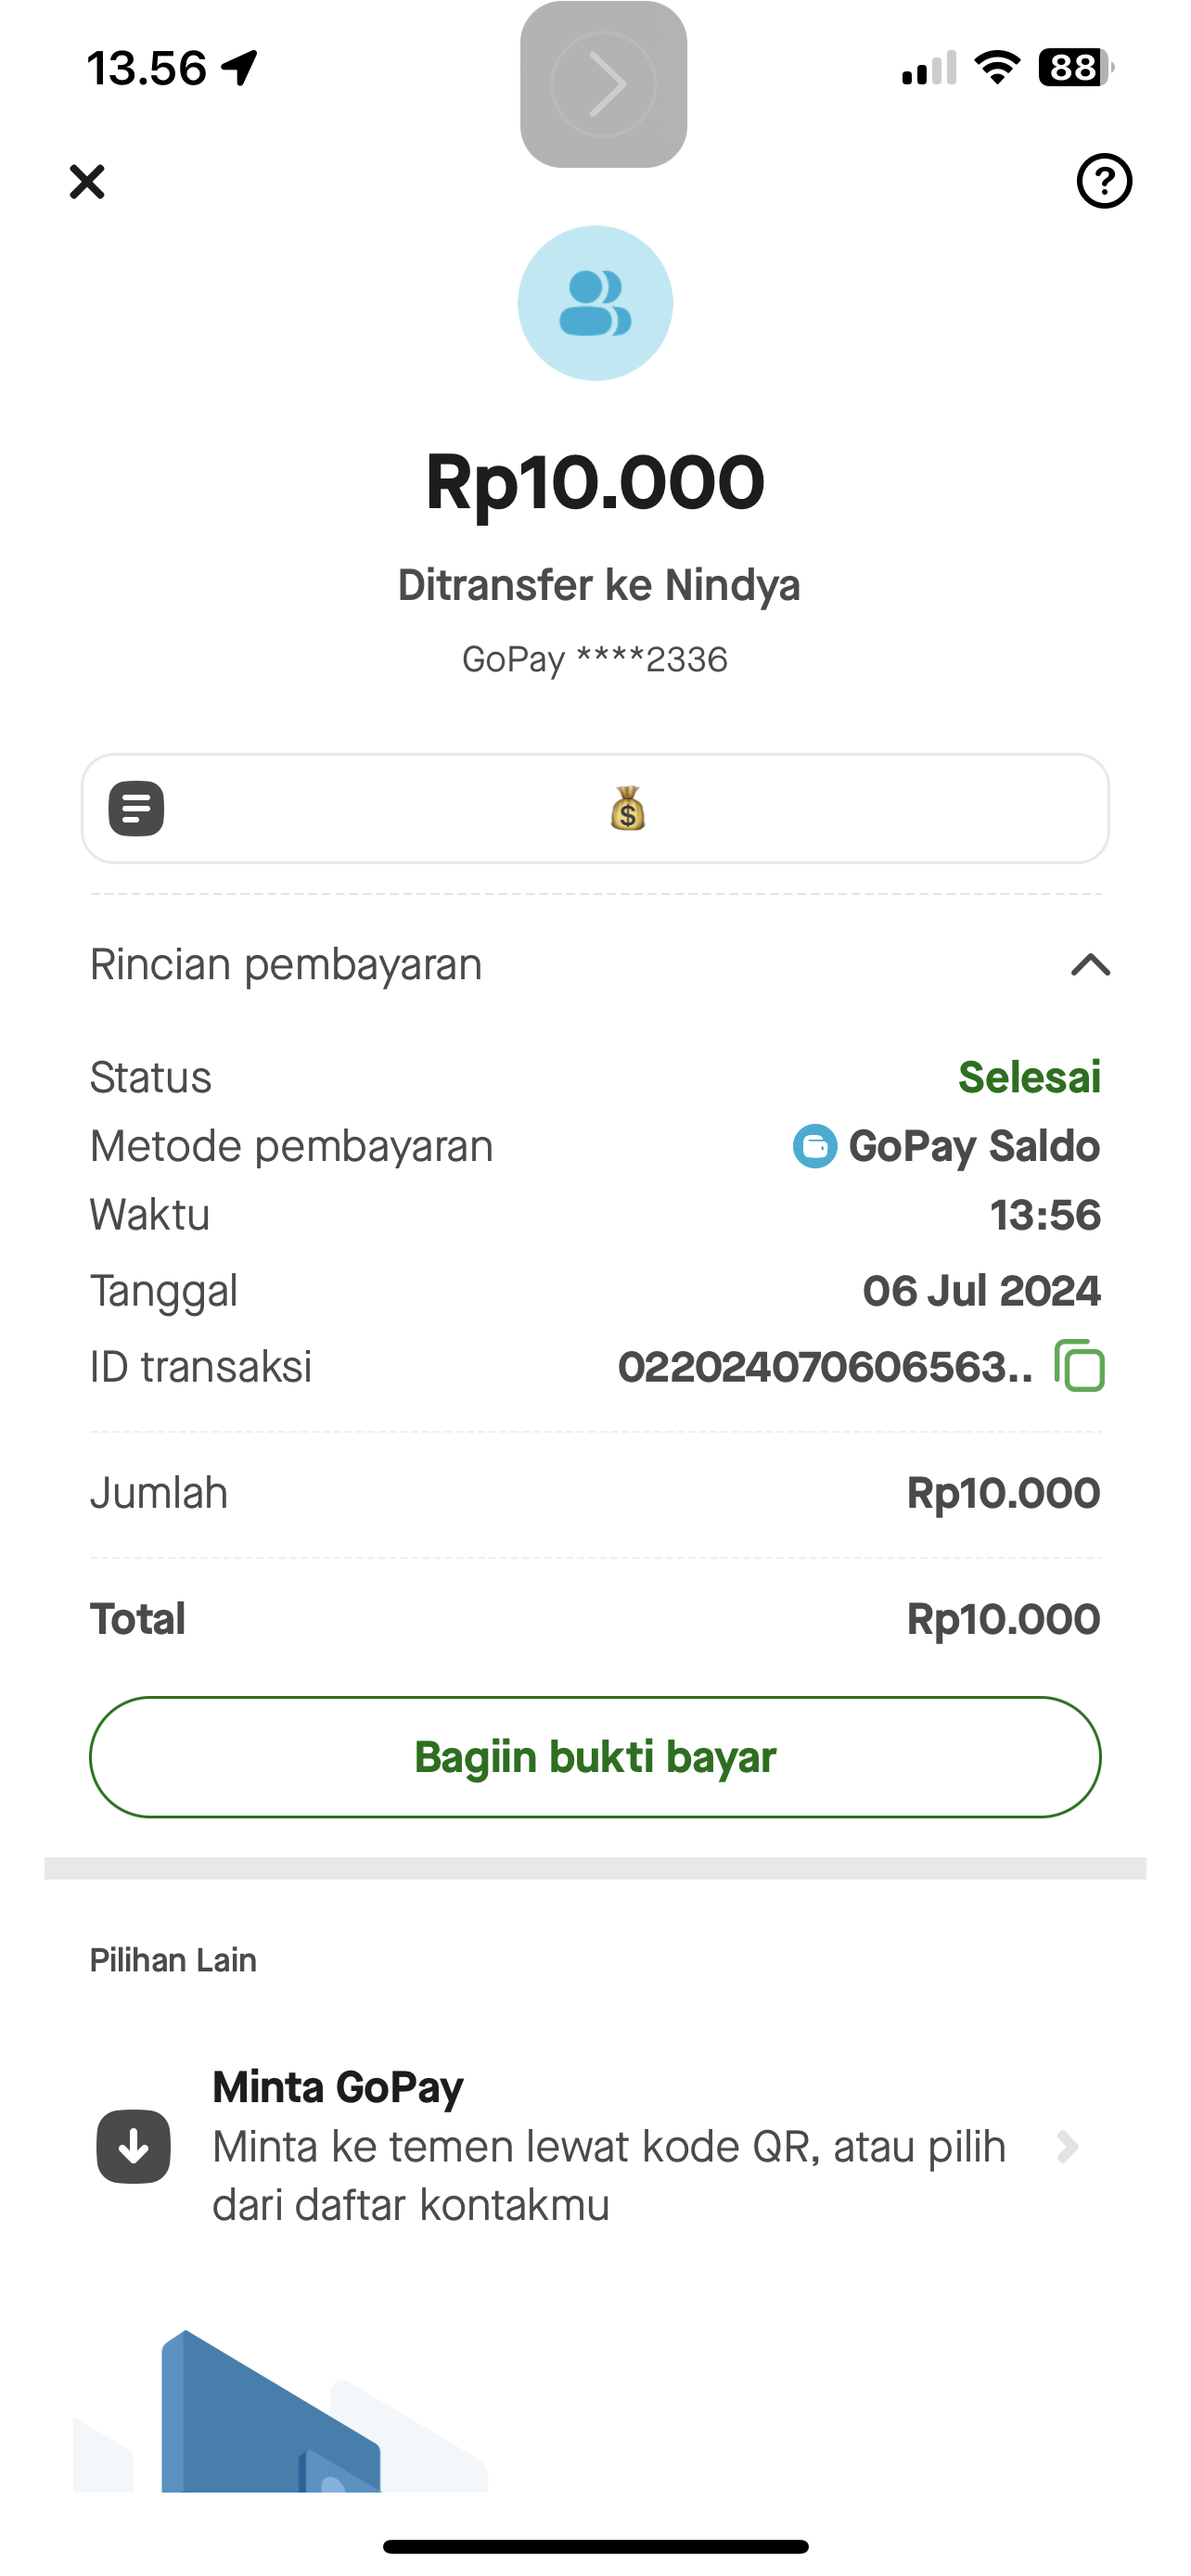 13.56
88
Rp10.000
Ditransfer ke Nindya
GoPay ****2336
Rincian pembayaran
Status Selesai
Metode pembayaran GoPay Saldo
Waktu 13:56
Tanggal 06 Jul 2024
ID transaksi 022024070606563..
Jumlah Rp10.000
Total Rp10.000
Bagiin bukti bayar
Pilihan Lain
Minta GoPay
Minta ke temen lewat kode QR, atau pilih
dari daftar kontakmu